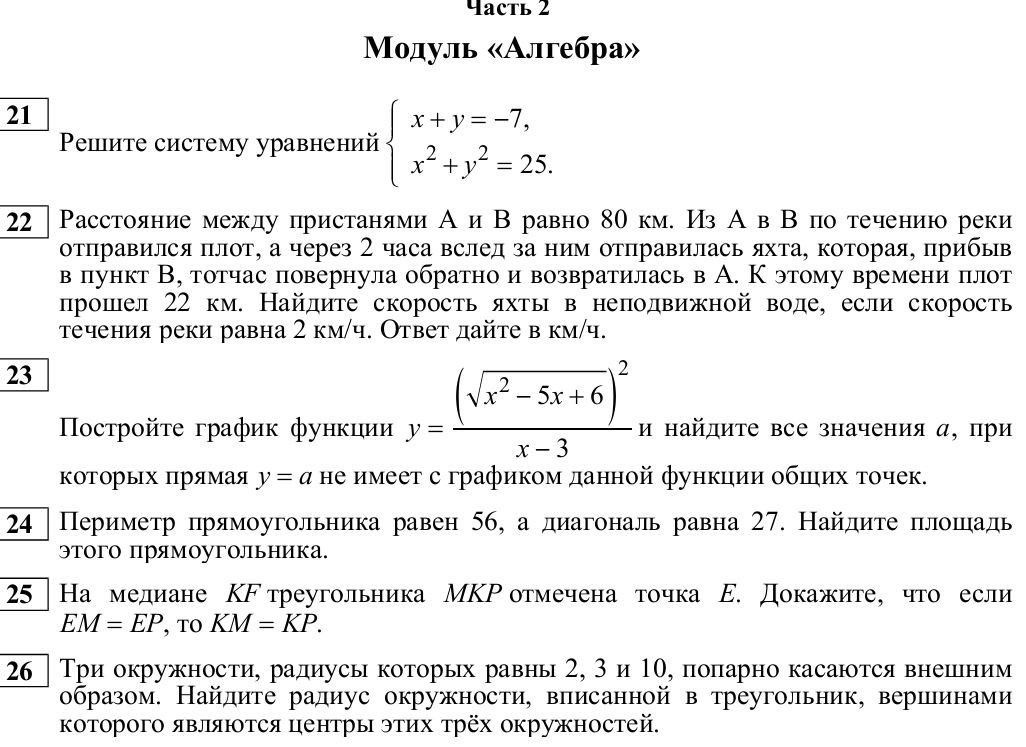 Часть 2
Модуль «Алгебра»
21
Решите систему уравнений { x + y = −7,
x² + y² = 25.
22 Расстояние между пристанями А и В равно 80 км. Из А в В по течению реки
отправился плот, а через 2 часа вслед за ним отправилась яхта, которая, прибыв
в пункт В, тотчас повернула обратно и возвратилась в А. К этому времени плот
прошел 22 км. Найдите скорость яхты в неподвижной воде, если скорость
течения реки равна 2 км/ч. Ответ дайте в км/ч.
23
Постройте график функции y = (√(x² − 5x + 6))² / (x − 3) и найдите все значения a, при
которых прямая y = a не имеет с графиком данной функции общих точек.
24 Периметр прямоугольника равен 56, а диагональ равна 27. Найдите площадь
этого прямоугольника.
25 На медиане KF треугольника MKP отмечена точка E. Докажите, что если
EM = EP, то KM = KP.
26 Три окружности, радиусы которых равны 2, 3 и 10, попарно касаются внешним
образом. Найдите радиус окружности, вписанной в треугольник, вершинами
которого являются центры этих трёх окружностей.